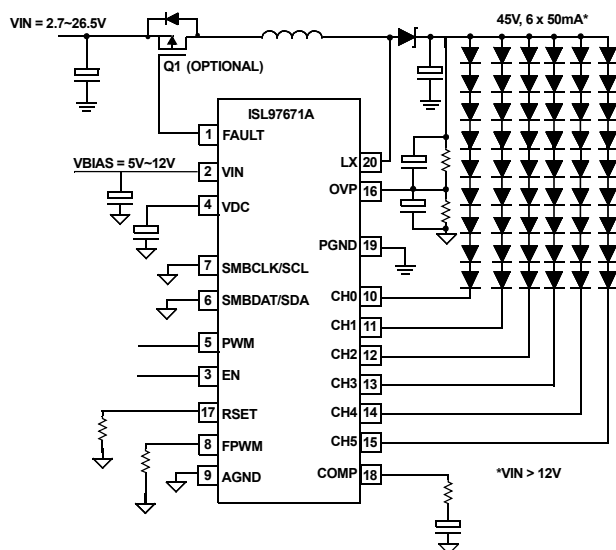 VIN = 2.7~26.5V
45V, 6 x 50mA*
Q1 (OPTIONAL)
ISL97671A
1 FAULT
VBIAS = 5V~12V
2 VIN
4 VDC
7 SMBCLK/SCL
6 SMBDAT/SDA
5 PWM
3 EN
17 RSET
8 FPWM
9 AGND
LX 20
OVP 16
PGND 19
CH0 10
CH1 11
CH2 12
CH3 13
CH4 14
CH5 15
COMP 18
*VIN > 12V